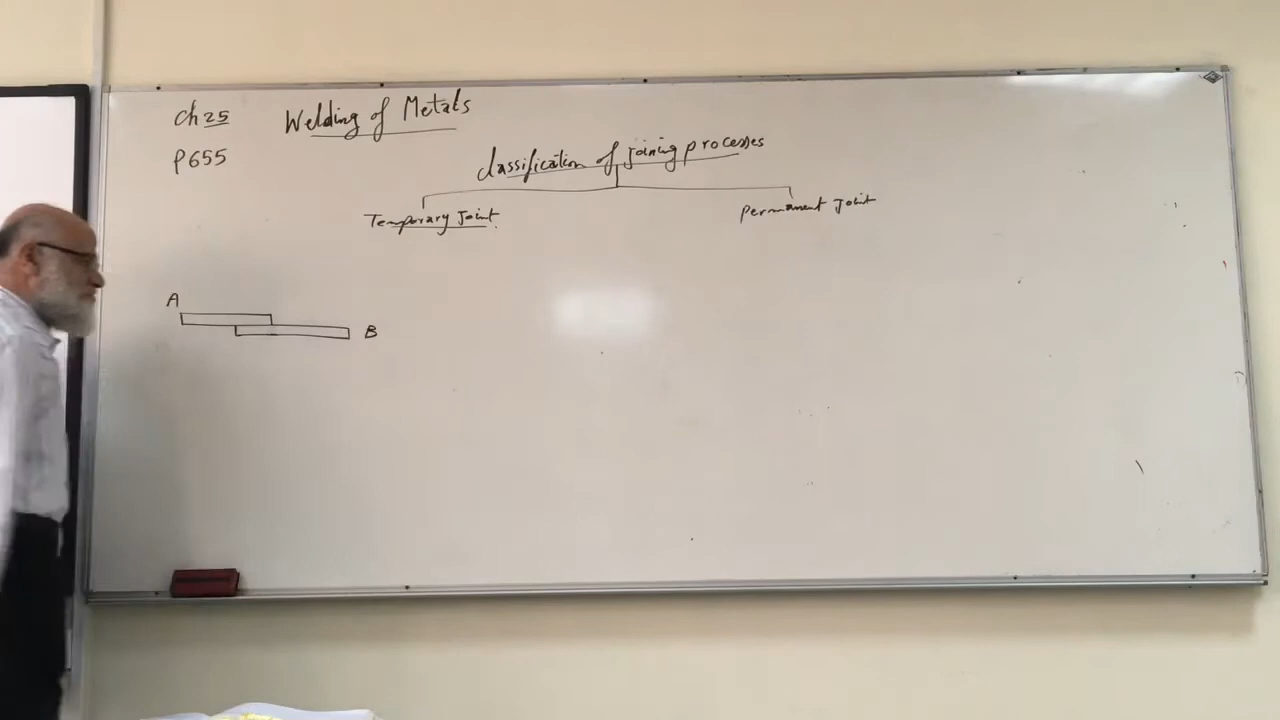 Ch 25 Welding of Metals
P655
Classification of joining processes
Temporary Joint. Permanent Joint
A
B